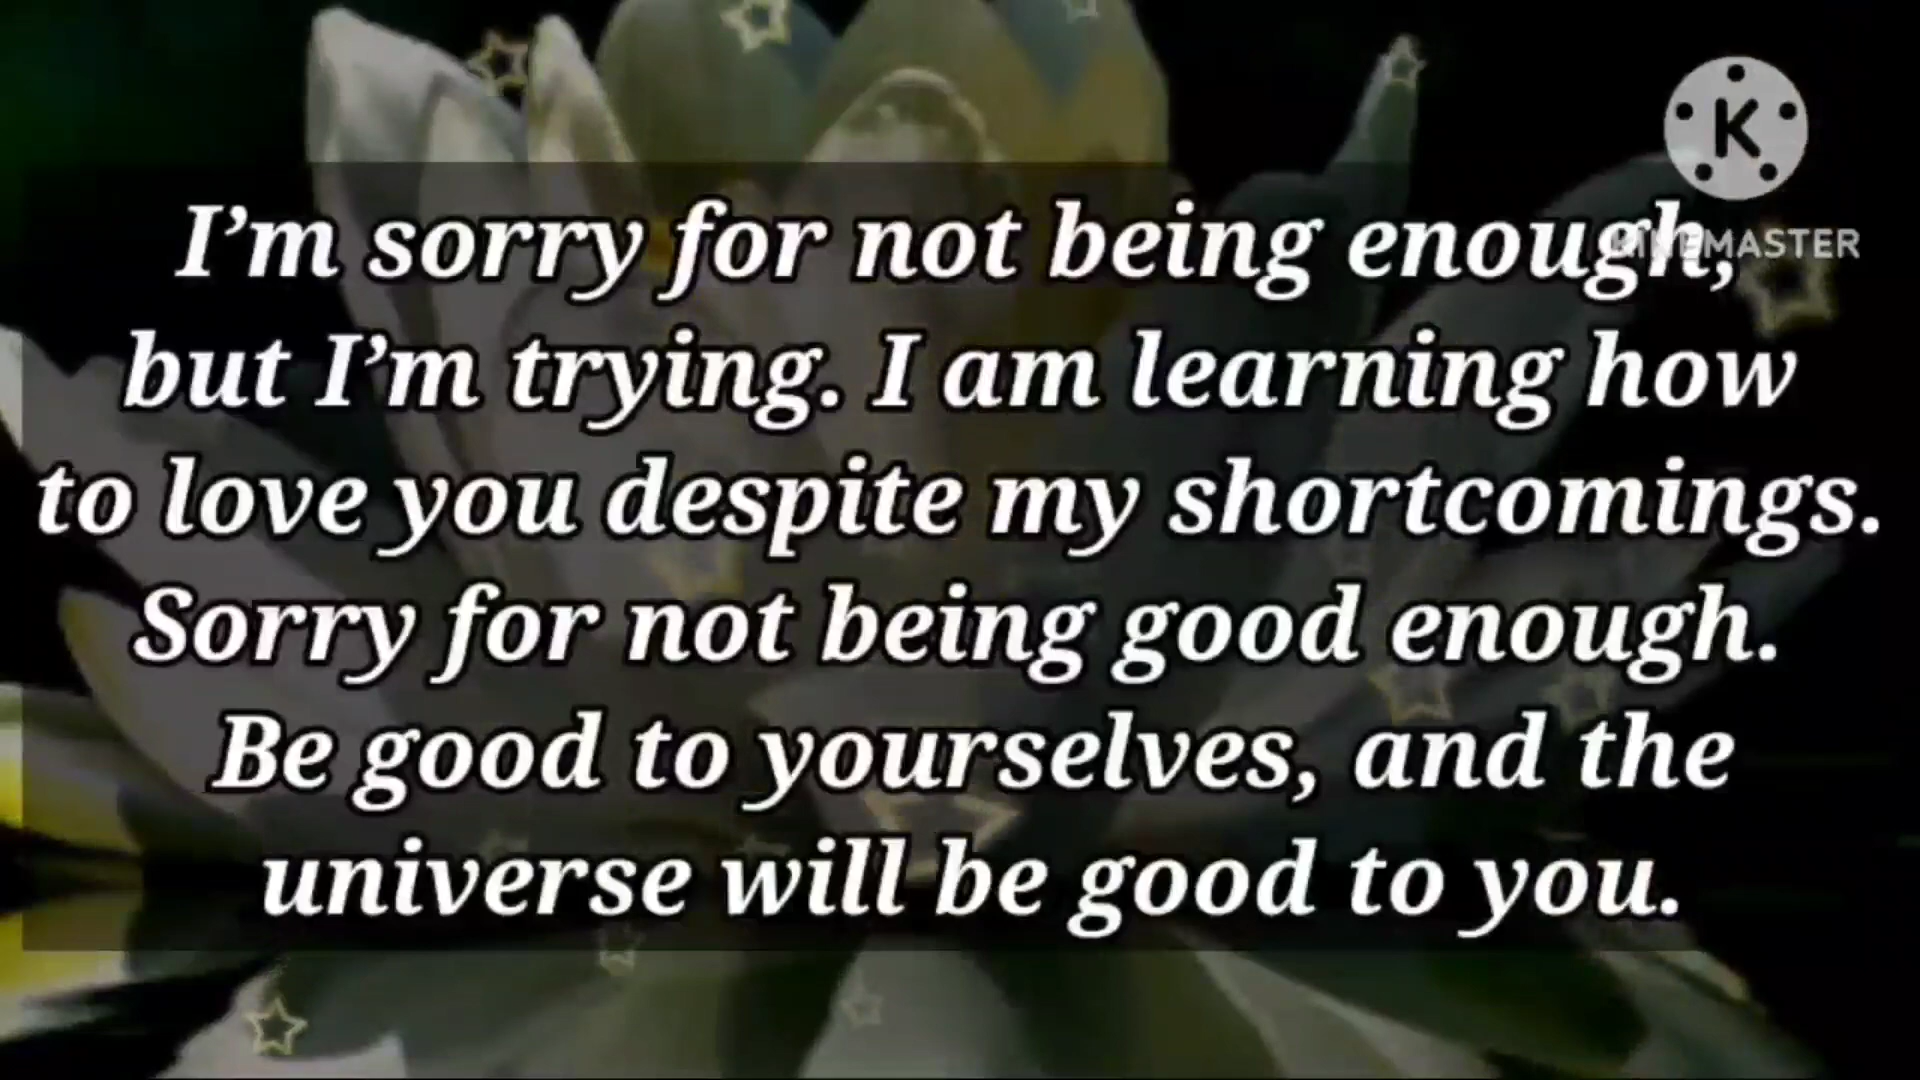 K
KINEMASTER
I’m sorry for not being enough,
but I’m trying. I am learning how
to love you despite my shortcomings.
Sorry for not being good enough.
Be good to yourselves, and the
universe will be good to you.